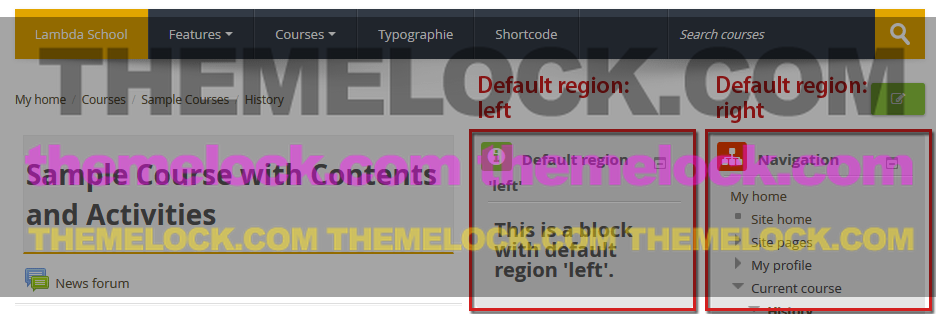 Lambda School Features Courses Typographie Shortcode Search courses
THEMELOCK.COM
Default region:
left
Default region:
right
My home / Courses / Sample Courses / History
themelock.com themelock.com
Sample Course with Contents
and Activities
Default region
'left'
This is a block
with default
region 'left'.
Navigation
My home
Site home
Site pages
My profile
Current course
History
THEMELOCK.COM THEMELOCK.COM THEMELOCK.COM
News forum